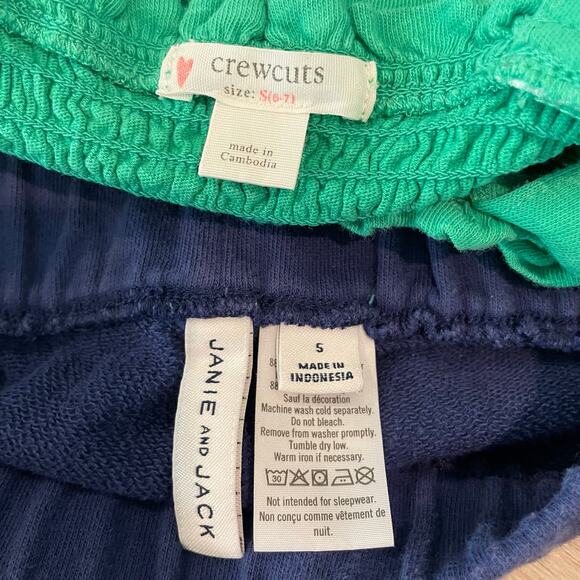 crewcuts
size: S(6-7)
made in
Cambodia
JANIE AND JACK
5
MADE IN
INDONESIA
Sauf la décoration
Machine wash cold separately.
Do not bleach.
Remove from washer promptly.
Tumble dry low.
Warm iron if necessary.
30
Not intended for sleepwear.
Non conçu comme vêtement de
nuit.